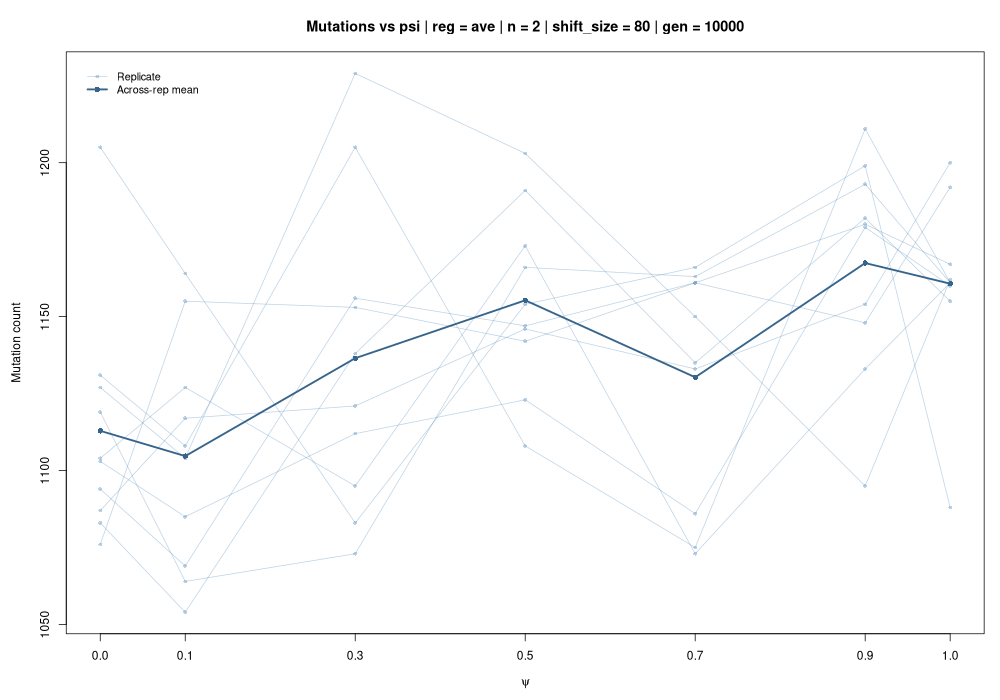 Mutations vs psi | reg = ave | n = 2 | shift_size = 80 | gen = 10000
Replicate
Across-rep mean
Mutation count
1200
1150
1100
1050
0.0 0.1 0.3 0.5 0.7 0.9 1.0
ψ